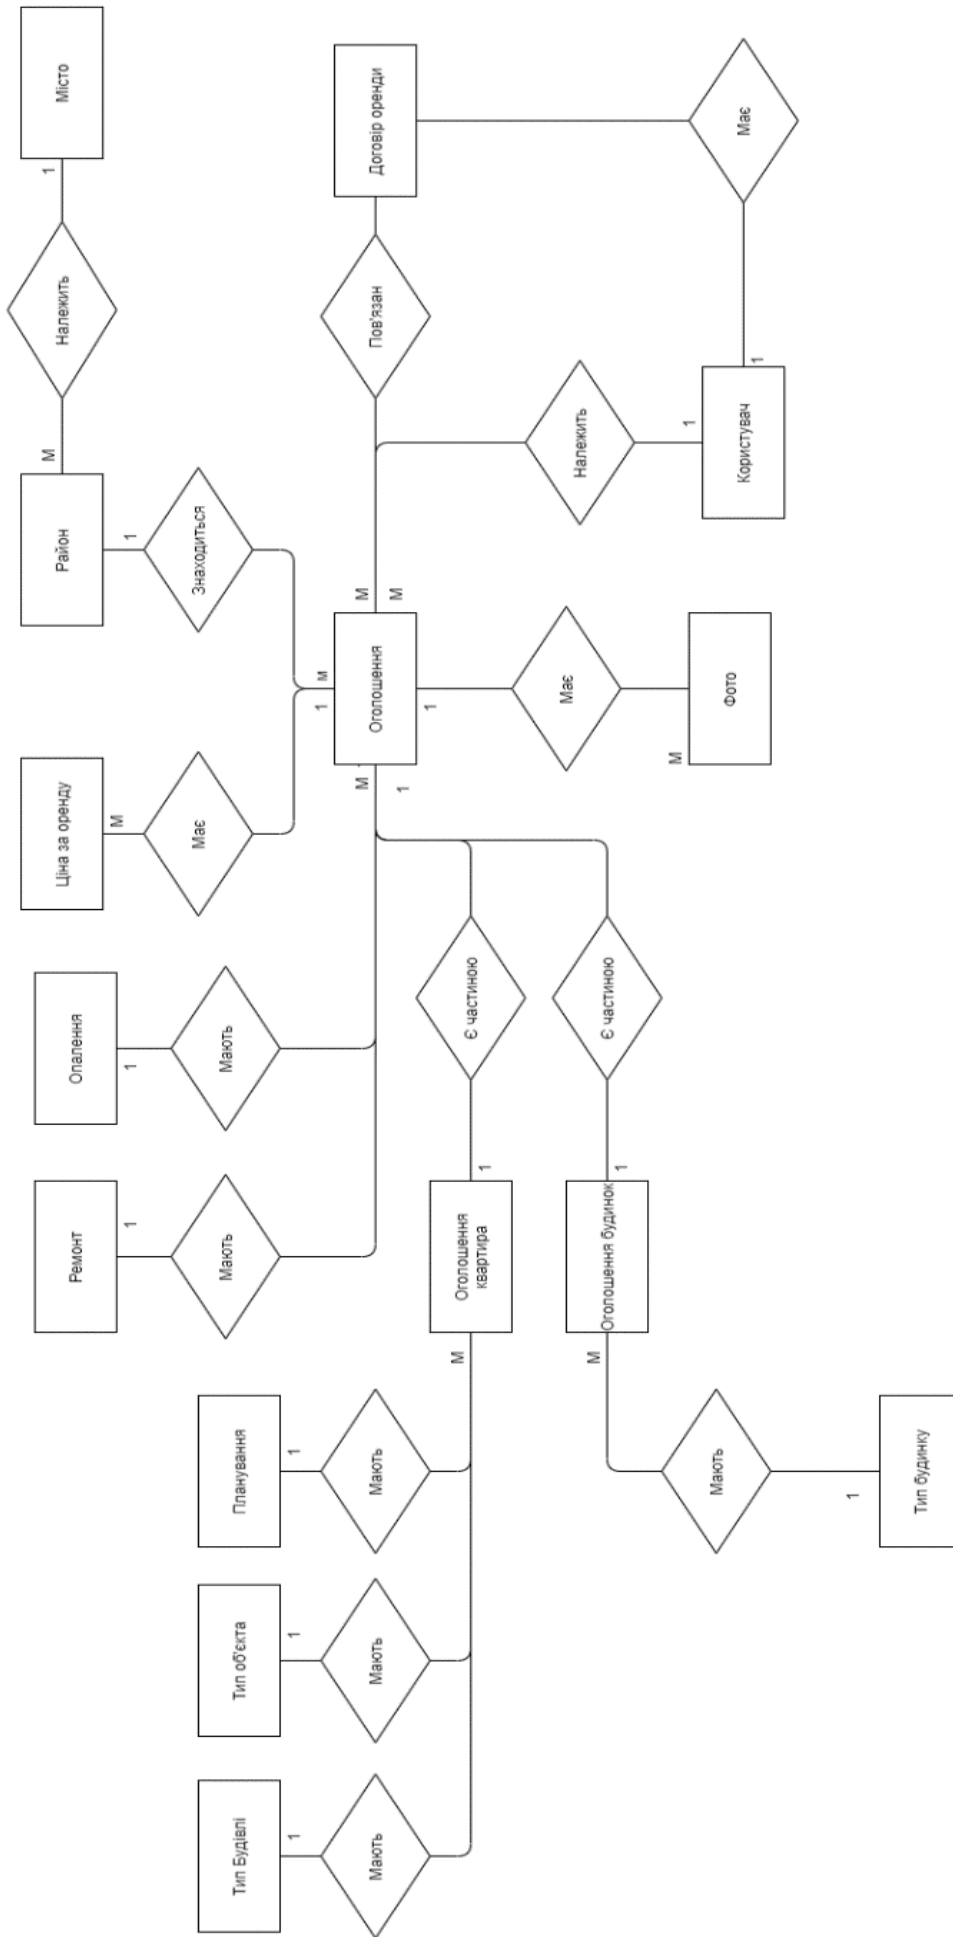 Ціна за оренду
Район
М
Належить
1
Місто
Ремонт
Опалення
М
1
1
1
Має
Знаходиться
Мають
Мають
Тип Будівлі
Тип об'єкта
Планування
1
1
1
1
М
Мають
Мають
Мають
М
Оголошення
М
Пов'язан
Договір оренди
1
М
1
М
Оголошення
квартира
Є частиною
1
Має
Належить
М
Оголошення будинок
Є частиною
1
М
1
Мають
Фото
Користувач
Має
1
1
Тип будинку